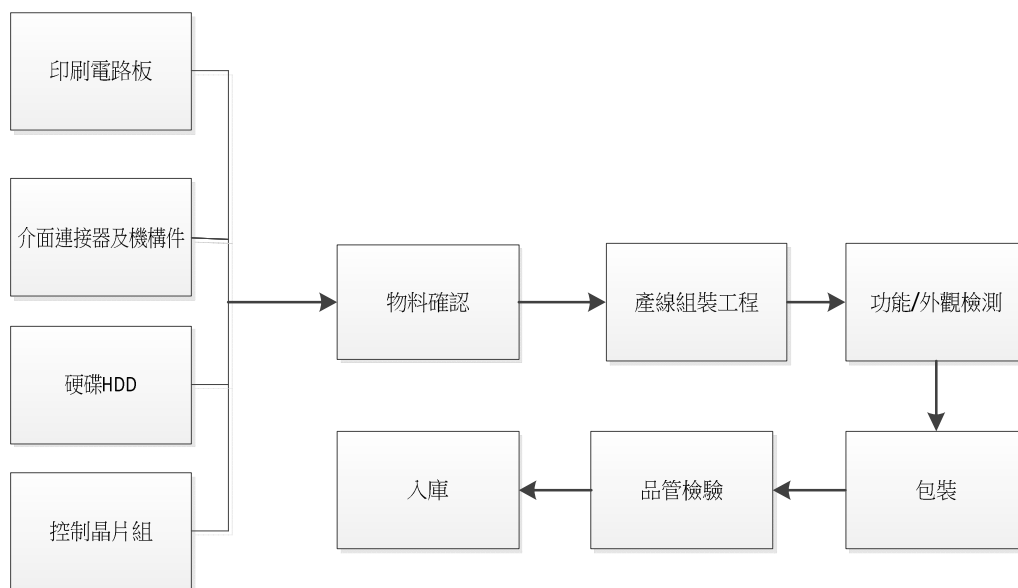 印刷電路板
介面連接器及機構件
硬碟HDD
控制晶片組
物料確認
產線組裝工程
功能/外觀檢測
包裝
品管檢驗
入庫